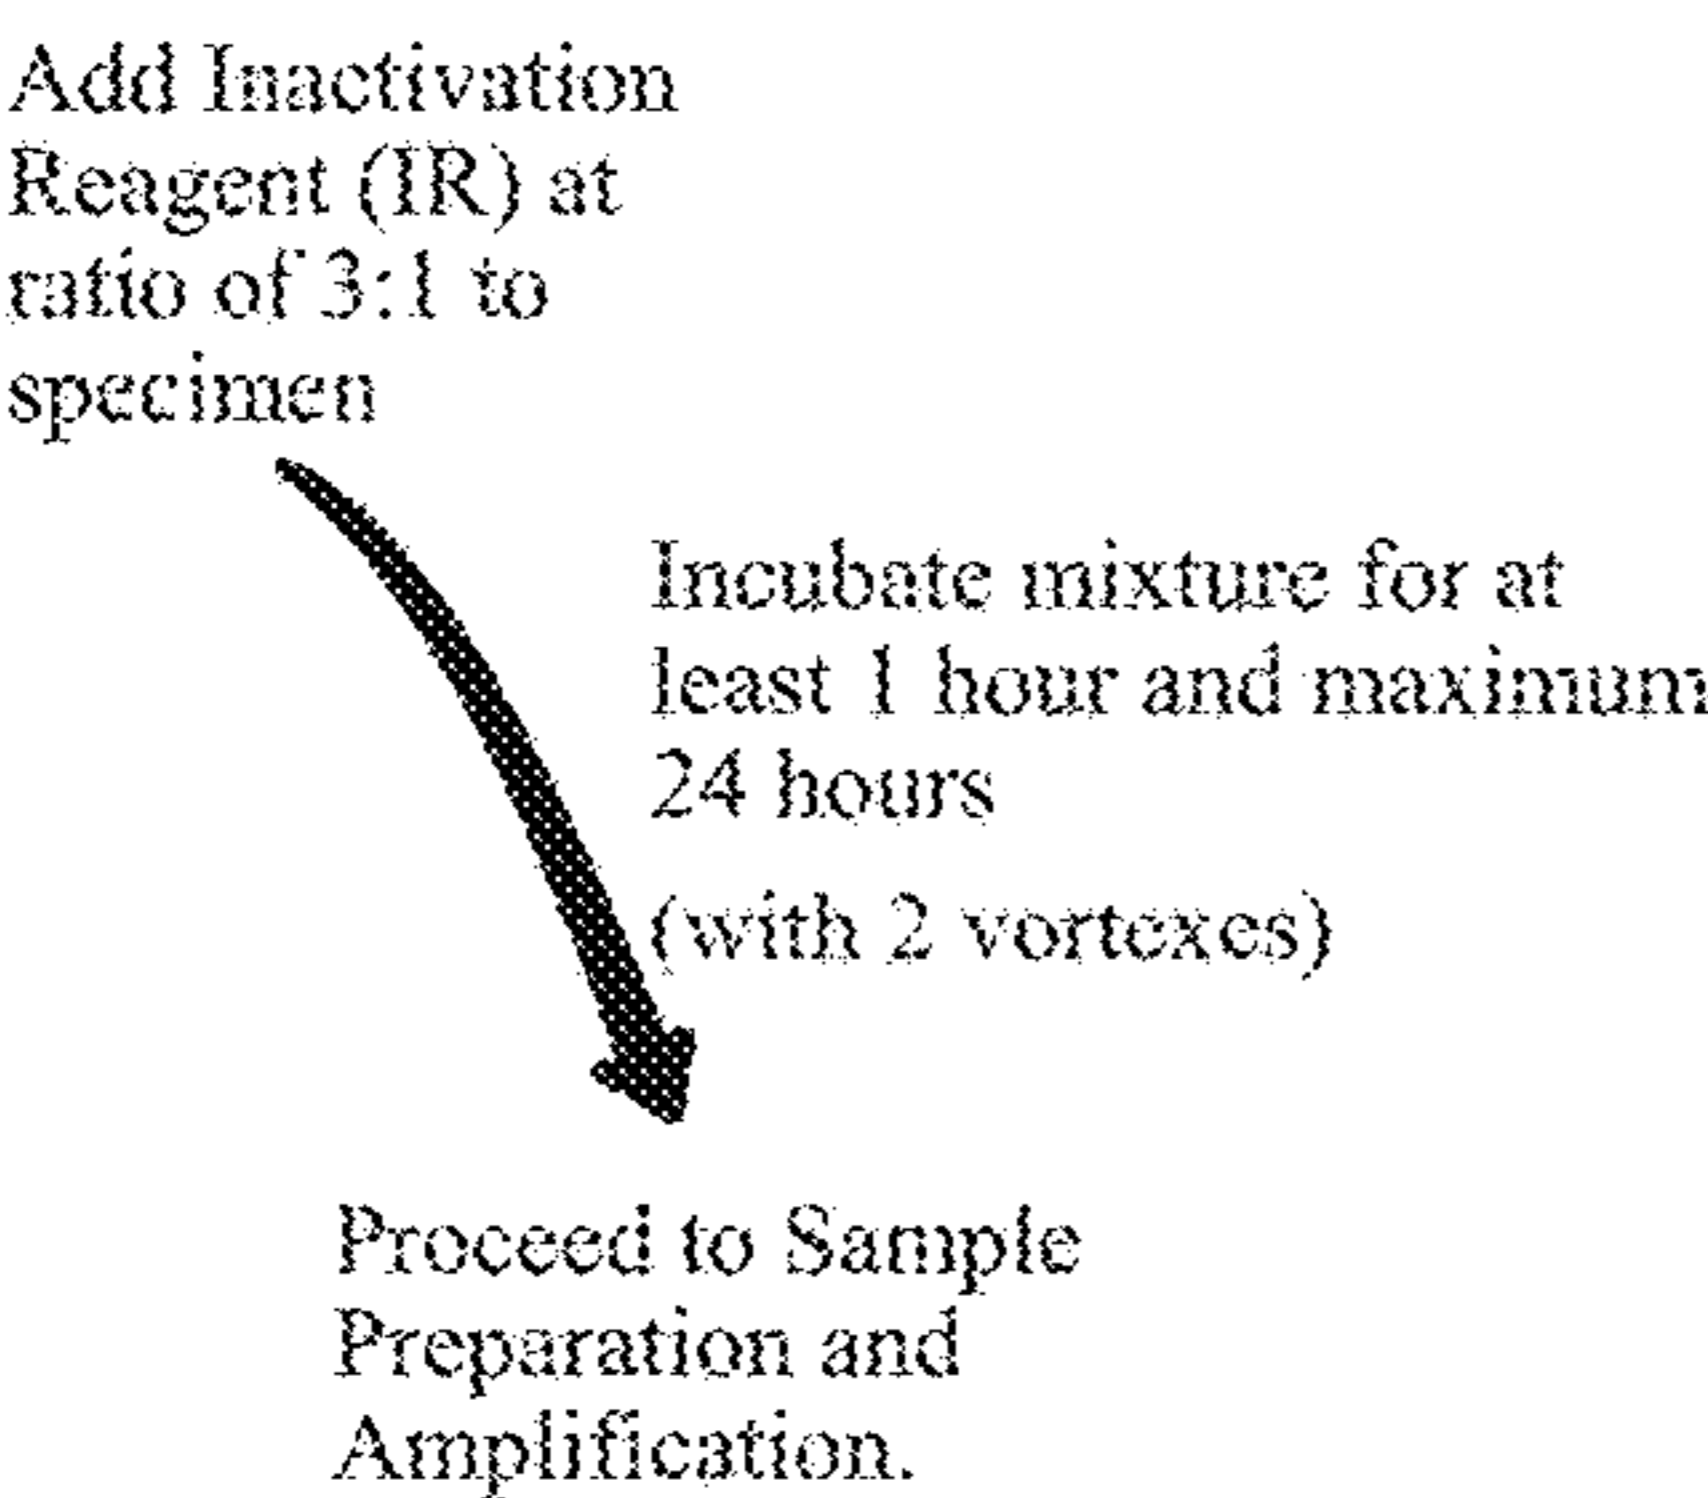 Add Inactivation
Reagent (IR) at
ratio of 3:1 to
specimen
Incubate mixture for at
least 1 hour and maximum
24 hours
(with 2 vortexes)
Proceed to Sample
Preparation and
Amplification.